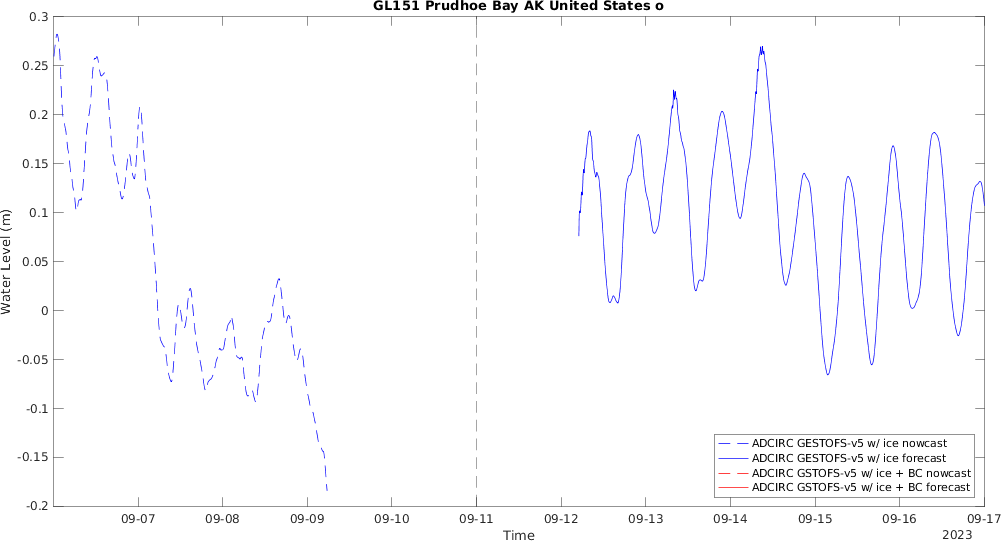 GL151 Prudhoe Bay AK United States o
0.3
0.25
0.2
0.15
0.1
0.05
0
-0.05
-0.1
-0.15
-0.2
Water Level (m)
ADCIRC GESTOFS-v5 w/ ice nowcast
ADCIRC GESTOFS-v5 w/ ice forecast
ADCIRC GSTOFS-v5 w/ ice + BC nowcast
ADCIRC GSTOFS-v5 w/ ice + BC forecast
09-07 09-08 09-09 09-10 09-11 09-12 09-13 09-14 09-15 09-16 09-17
Time
2023